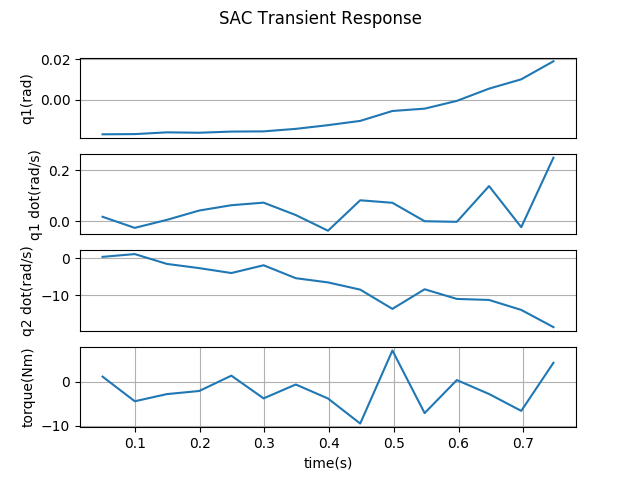 SAC Transient Response
0.02
0.00
q1(rad)
0.2
0.0
q1 dot(rad/s)
0
−10
q2 dot(rad/s)
0
−10
torque(Nm)
0.1 0.2 0.3 0.4 0.5 0.6 0.7
time(s)